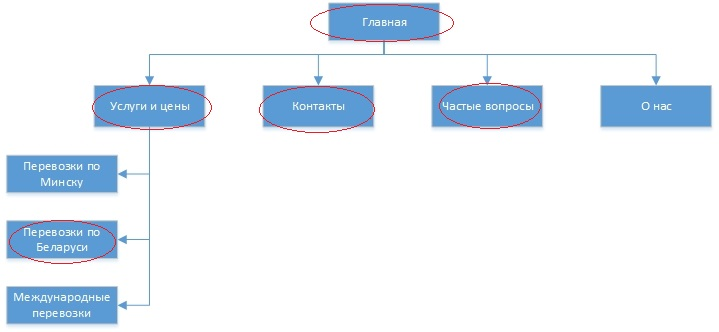 Главная
Услуги и цены
Контакты
Частые вопросы
О нас
Перевозки по
Минску
Перевозки по
Беларуси
Международные
перевозки